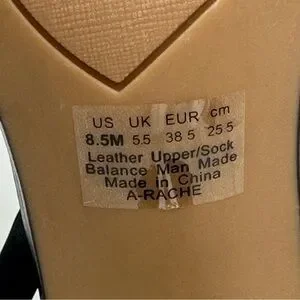 US UK EUR cm
8.5M 5.5 38 5 25 5
Leather Upper/Sock
Balance Man Made
Made in China
A-RACHE